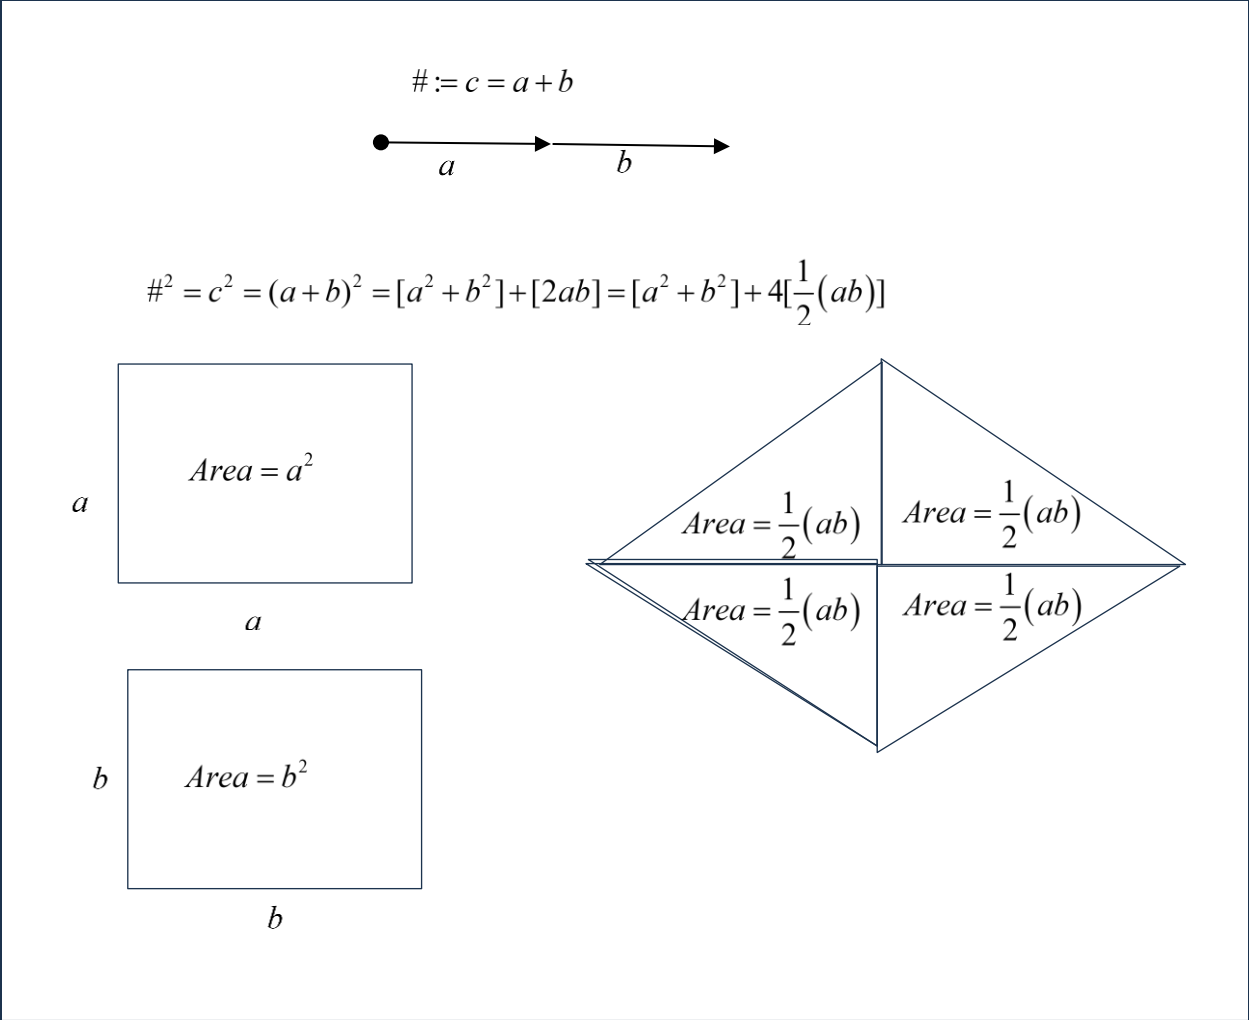 # := c = a + b
a b
#² = c² = (a + b)² = [a² + b²] + [2ab] = [a² + b²] + 4[1/2(ab)]
Area = a²
a
a
Area = 1/2(ab) Area = 1/2(ab)
Area = 1/2(ab) Area = 1/2(ab)
Area = b²
b
b